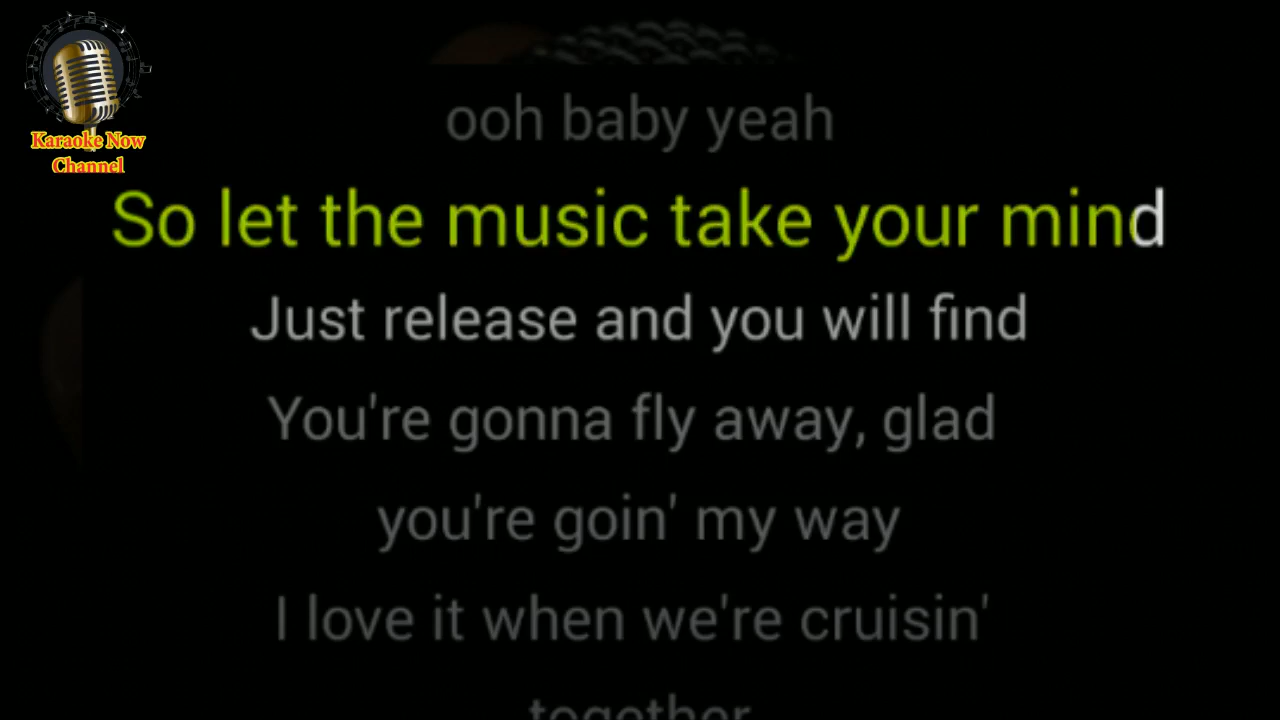 Karaoke Now
Channel
ooh baby yeah
So let the music take your mind
Just release and you will find
You're gonna fly away, glad
you're goin' my way
I love it when we're cruisin'
together